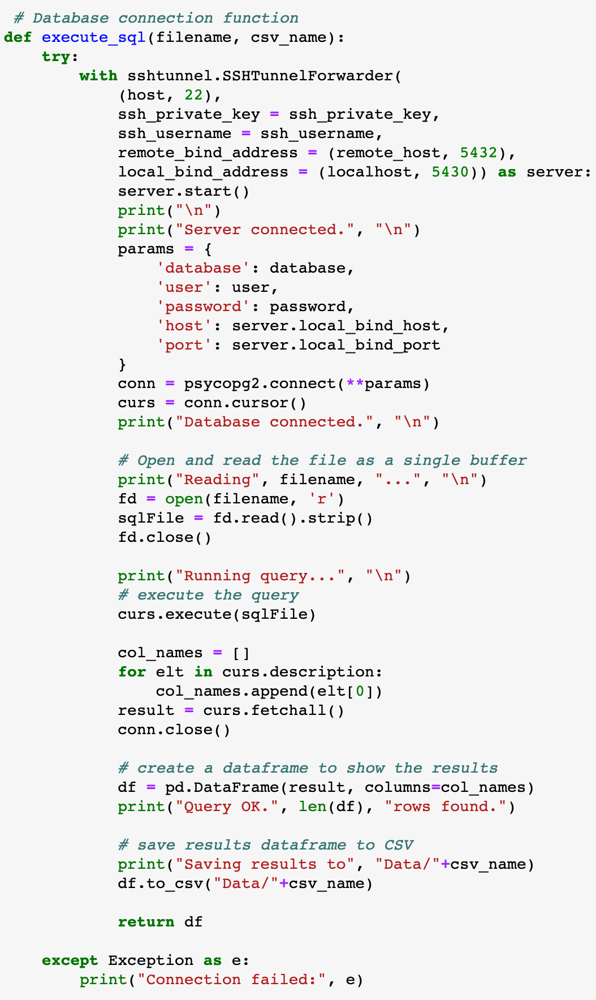 # Database connection function
def execute_sql(filename, csv_name):
    try:
        with sshtunnel.SSHTunnelForwarder(
            (host, 22),
            ssh_private_key = ssh_private_key,
            ssh_username = ssh_username,
            remote_bind_address = (remote_host, 5432),
            local_bind_address = (localhost, 5430)) as server:
            server.start()
            print("\n")
            print("Server connected.", "\n")
            params = {
                'database': database,
                'user': user,
                'password': password,
                'host': server.local_bind_host,
                'port': server.local_bind_port
            }
            conn = psycopg2.connect(**params)
            curs = conn.cursor()
            print("Database connected.", "\n")

            # Open and read the file as a single buffer
            print("Reading", filename, "...", "\n")
            fd = open(filename, 'r')
            sqlFile = fd.read().strip()
            fd.close()

            print("Running query...", "\n")
            # execute the query
            curs.execute(sqlFile)

            col_names = []
            for elt in curs.description:
                col_names.append(elt[0])
            result = curs.fetchall()
            conn.close()

            # create a dataframe to show the results
            df = pd.DataFrame(result, columns=col_names)
            print("Query OK.", len(df), "rows found.")

            # save results dataframe to CSV
            print("Saving results to", "Data/"+csv_name)
            df.to_csv("Data/"+csv_name)

            return df

    except Exception as e:
        print("Connection failed:", e)